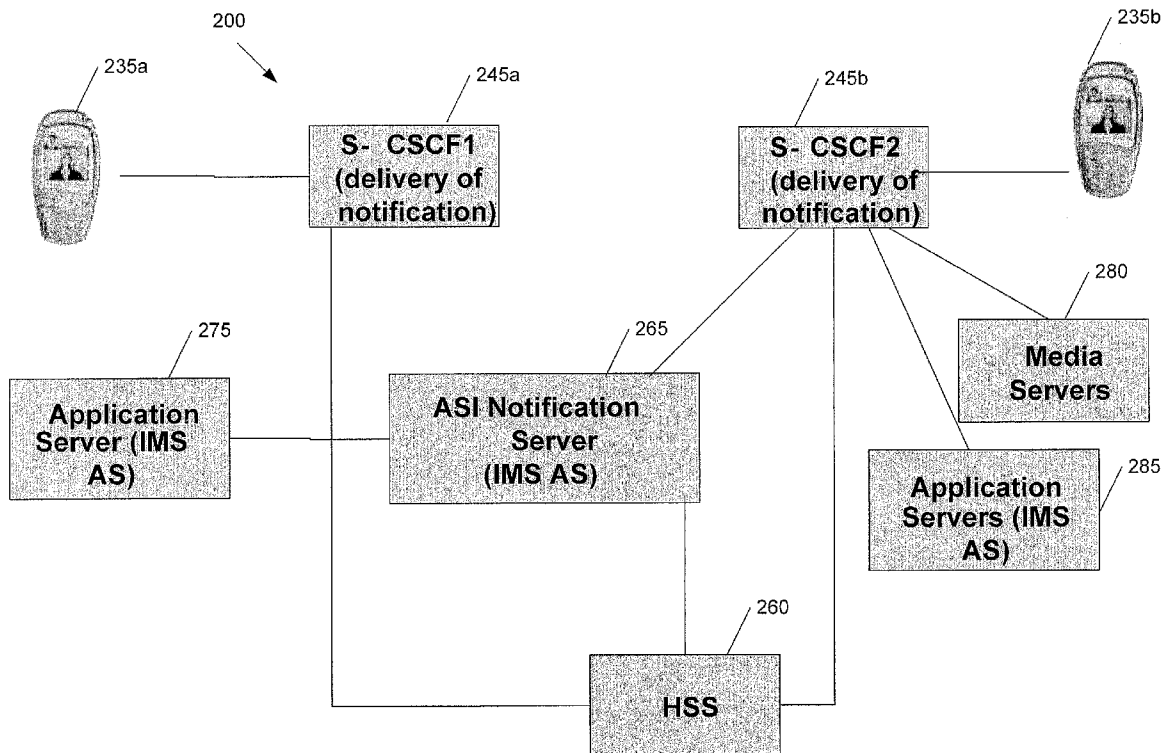 200
235a
245a
245b
235b
S- CSCF1
(delivery of
notification)
S- CSCF2
(delivery of
notification)
275
265
280
Application
Server (IMS
AS)
ASI Notification
Server
(IMS AS)
Media
Servers
285
Application
Servers (IMS
AS)
260
HSS